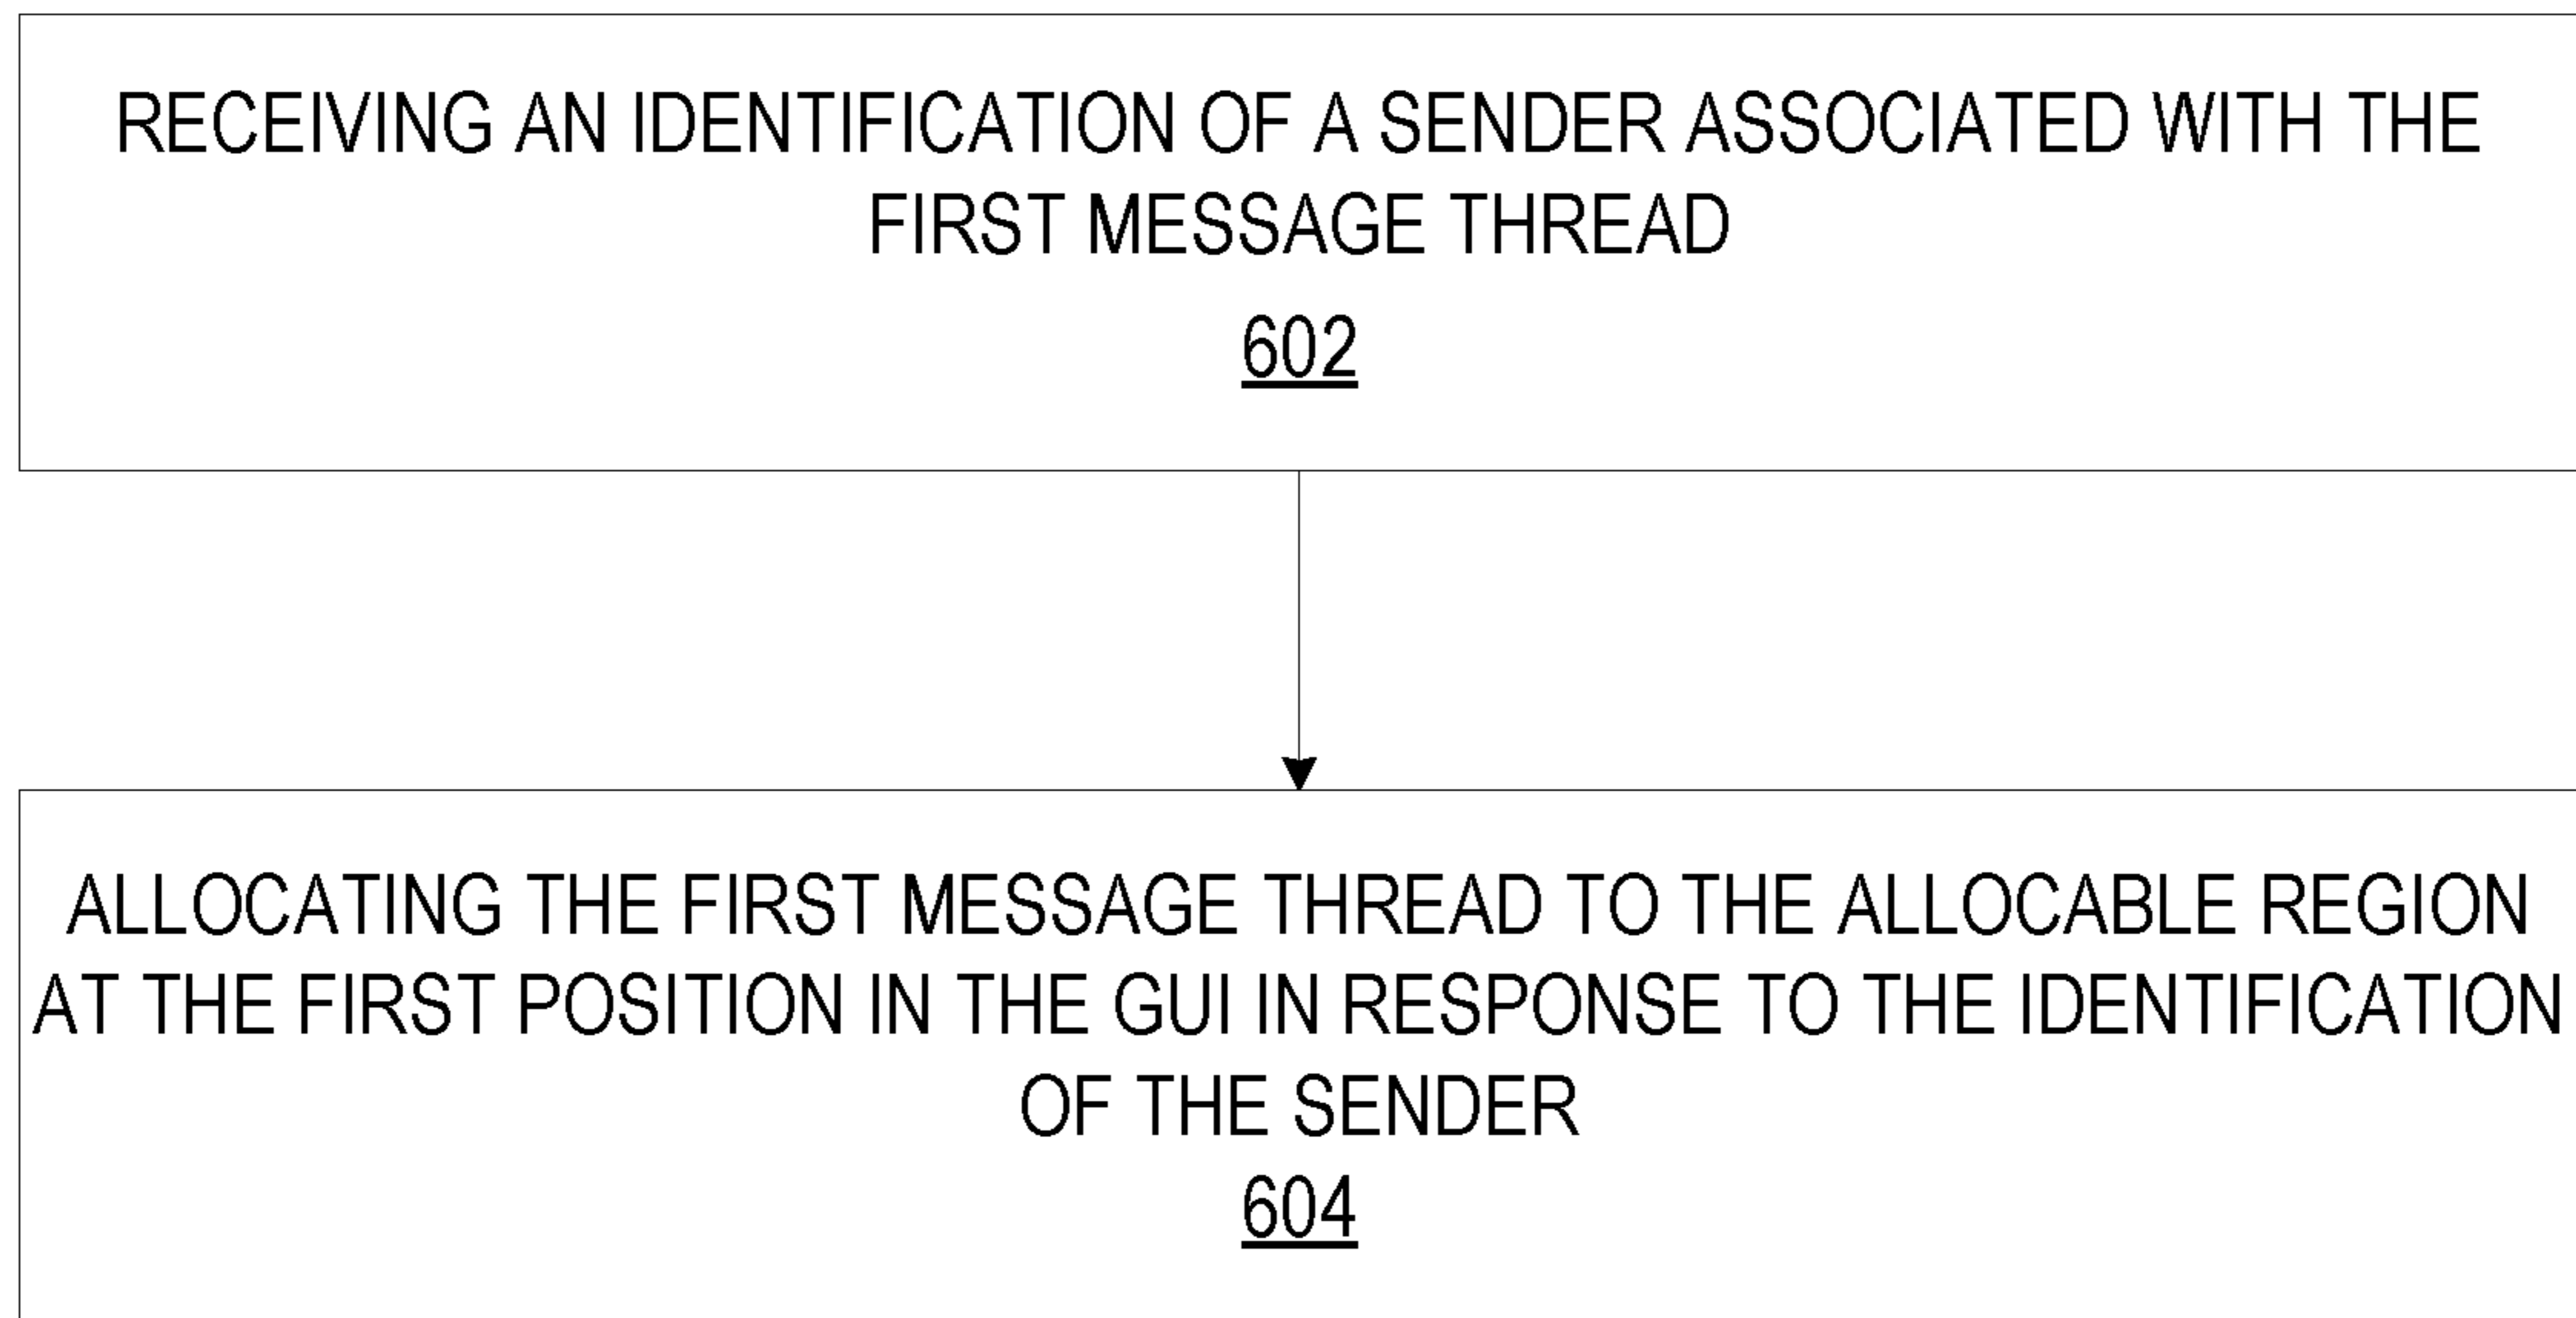 RECEIVING AN IDENTIFICATION OF A SENDER ASSOCIATED WITH THE
FIRST MESSAGE THREAD
602
ALLOCATING THE FIRST MESSAGE THREAD TO THE ALLOCABLE REGION
AT THE FIRST POSITION IN THE GUI IN RESPONSE TO THE IDENTIFICATION
OF THE SENDER
604